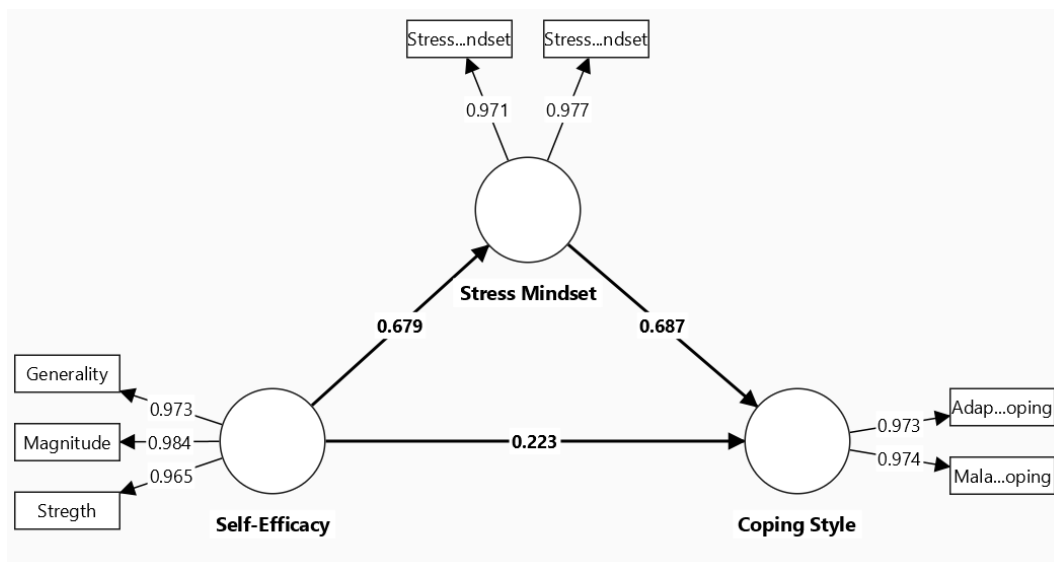 Stress...ndset
Stress...ndset
0.971
0.977
Stress Mindset
0.679
0.687
Generality
0.973
Magnitude
0.984
Stregth
0.965
0.223
Adap...oping
0.973
Mala...oping
0.974
Self-Efficacy
Coping Style